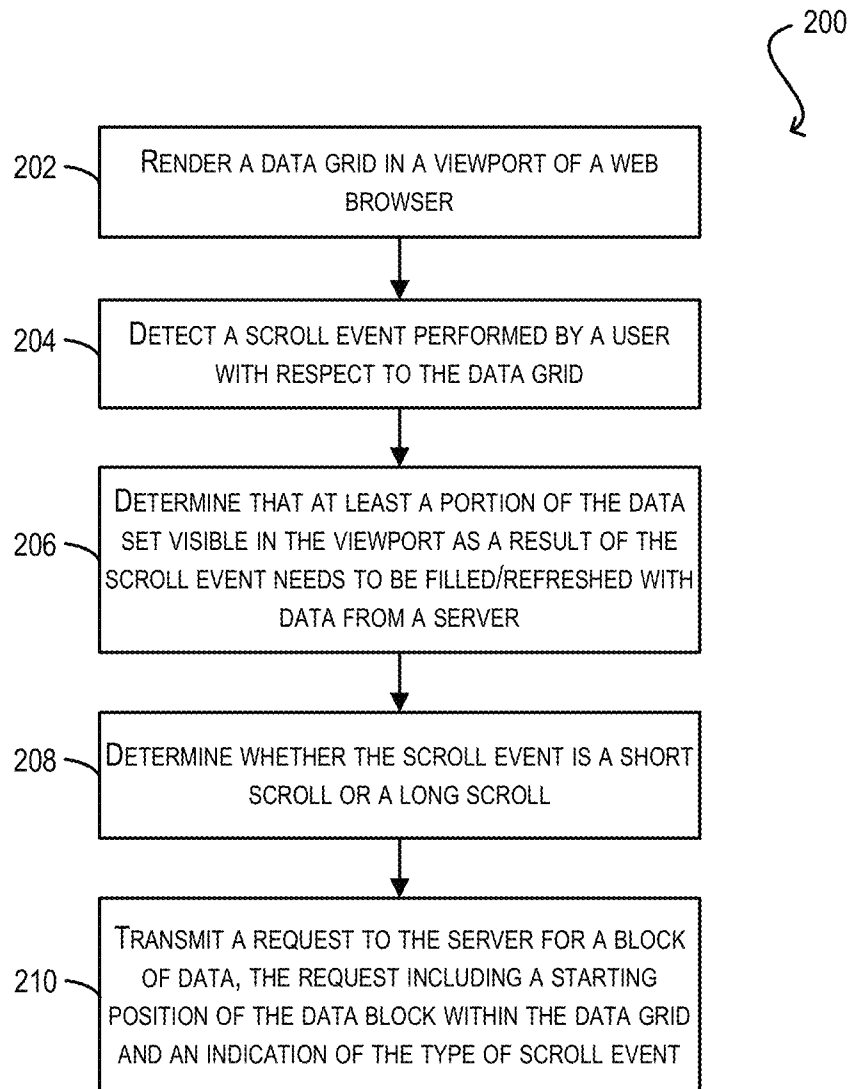 200
202
RENDER A DATA GRID IN A VIEWPORT OF A WEB
BROWSER
204
DETECT A SCROLL EVENT PERFORMED BY A USER
WITH RESPECT TO THE DATA GRID
206
DETERMINE THAT AT LEAST A PORTION OF THE DATA
SET VISIBLE IN THE VIEWPORT AS A RESULT OF THE
SCROLL EVENT NEEDS TO BE FILLED/REFRESHED WITH
DATA FROM A SERVER
208
DETERMINE WHETHER THE SCROLL EVENT IS A SHORT
SCROLL OR A LONG SCROLL
210
TRANSMIT A REQUEST TO THE SERVER FOR A BLOCK
OF DATA, THE REQUEST INCLUDING A STARTING
POSITION OF THE DATA BLOCK WITHIN THE DATA GRID
AND AN INDICATION OF THE TYPE OF SCROLL EVENT